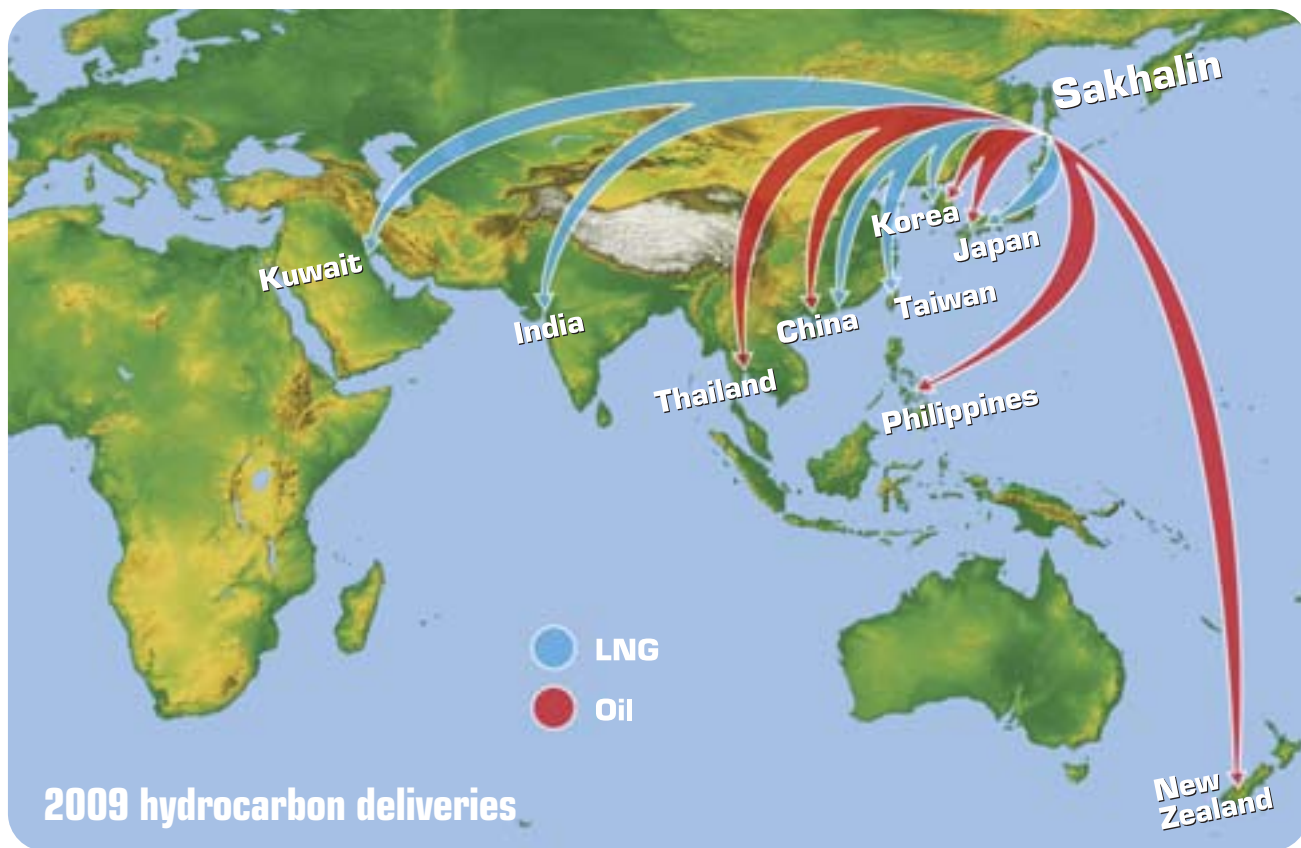 Sakhalin
Korea
Japan
Kuwait
Taiwan
India
China
Thailand
Philippines
LNG
Oil
New
Zealand
2009 hydrocarbon deliveries